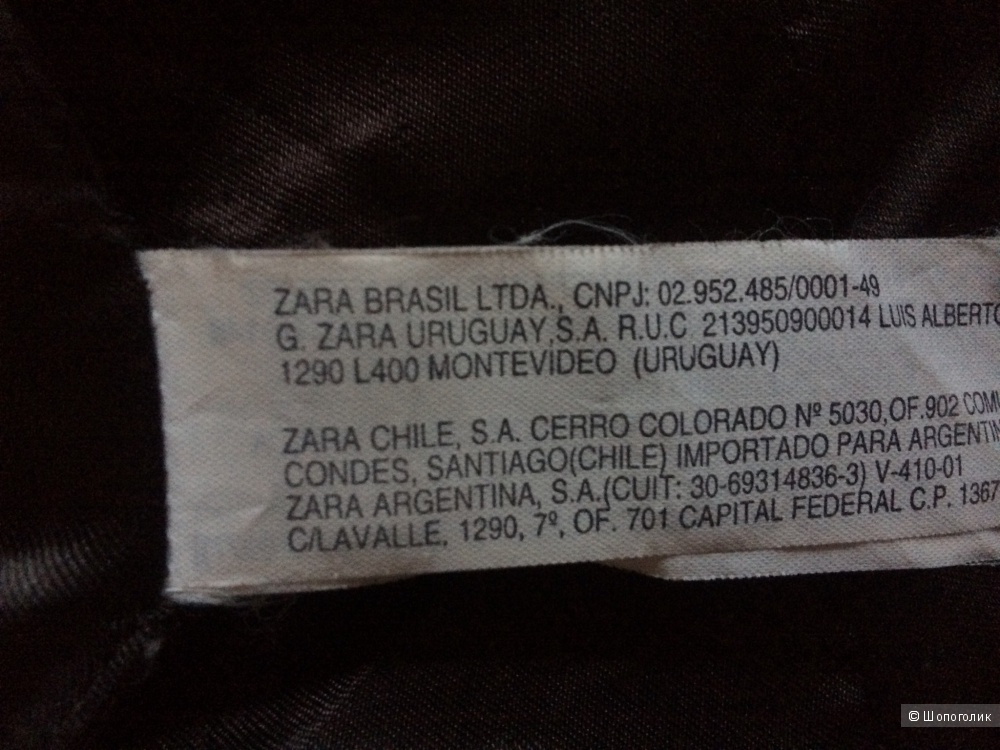 ZARA BRASIL LTDA., CNPJ: 02.952.485/0001-49
G. ZARA URUGUAY,S.A. R.U.C 213950900014 LUIS ALBERTO
1290 L400 MONTEVIDEO (URUGUAY)
ZARA CHILE, S.A. CERRO COLORADO Nº 5030,OF.902
CONDES, SANTIAGO(CHILE) IMPORTADO PARA ARGENTIN
ZARA ARGENTINA, S.A.(CUIT: 30-69314836-3) V-410-01
C/LAVALLE, 1290, 7º, OF. 701 CAPITAL FEDERAL C.P. 1367
© Шопоголик